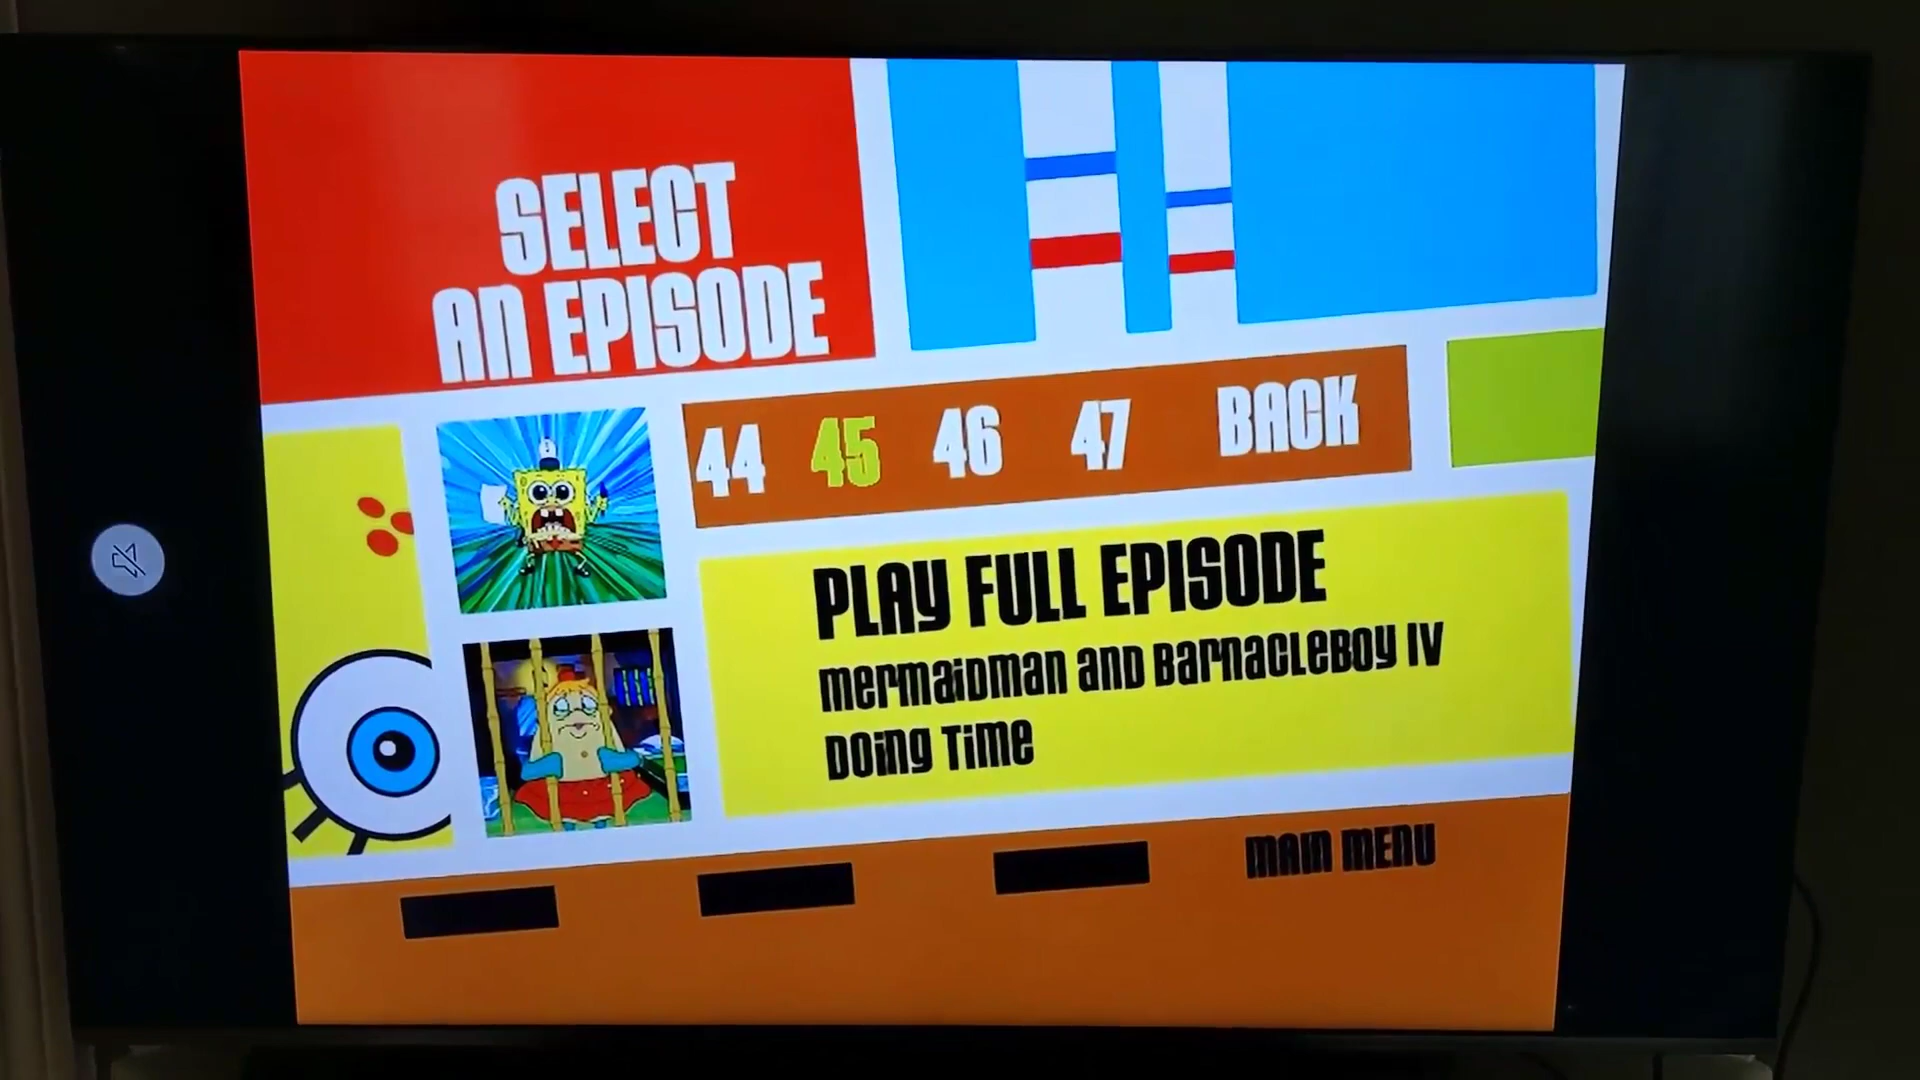 SELECT
AN EPISODE
44 45 46 47 BACK
PLAY FULL EPISODE
MERMAIDMAN AND BARNACLEBOY IV
DOING TIME
MAIN MENU